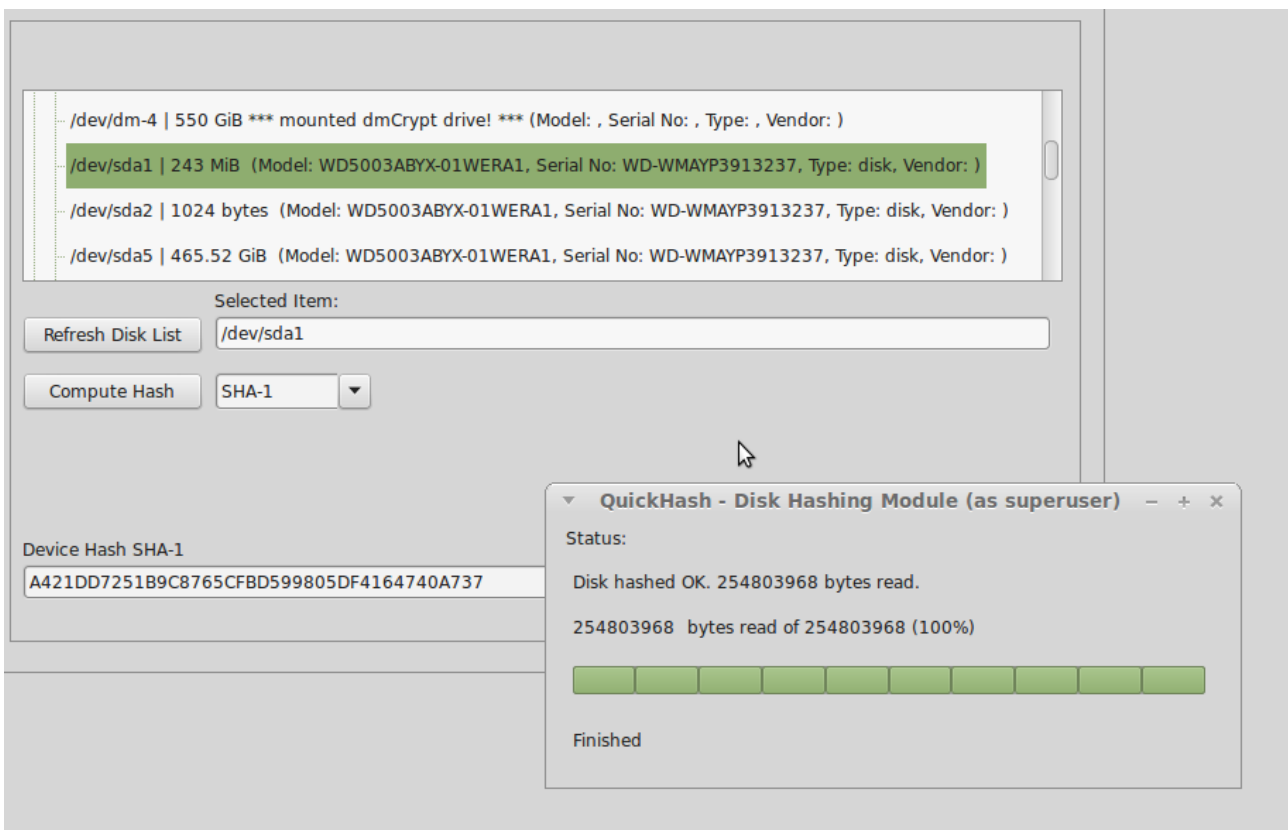 /dev/dm-4 | 550 GiB *** mounted dmCrypt drive! *** (Model: , Serial No: , Type: , Vendor: )
/dev/sda1 | 243 MiB  (Model: WD5003ABYX-01WERA1, Serial No: WD-WMAYP3913237, Type: disk, Vendor: )
/dev/sda2 | 1024 bytes  (Model: WD5003ABYX-01WERA1, Serial No: WD-WMAYP3913237, Type: disk, Vendor: )
/dev/sda5 | 465.52 GiB  (Model: WD5003ABYX-01WERA1, Serial No: WD-WMAYP3913237, Type: disk, Vendor: )
Selected Item:
Refresh Disk List /dev/sda1
Compute Hash SHA-1
Device Hash SHA-1
A421DD7251B9C8765CFBD599805DF4164740A737
QuickHash - Disk Hashing Module (as superuser)
Status:
Disk hashed OK. 254803968 bytes read.
254803968  bytes read of 254803968 (100%)
Finished